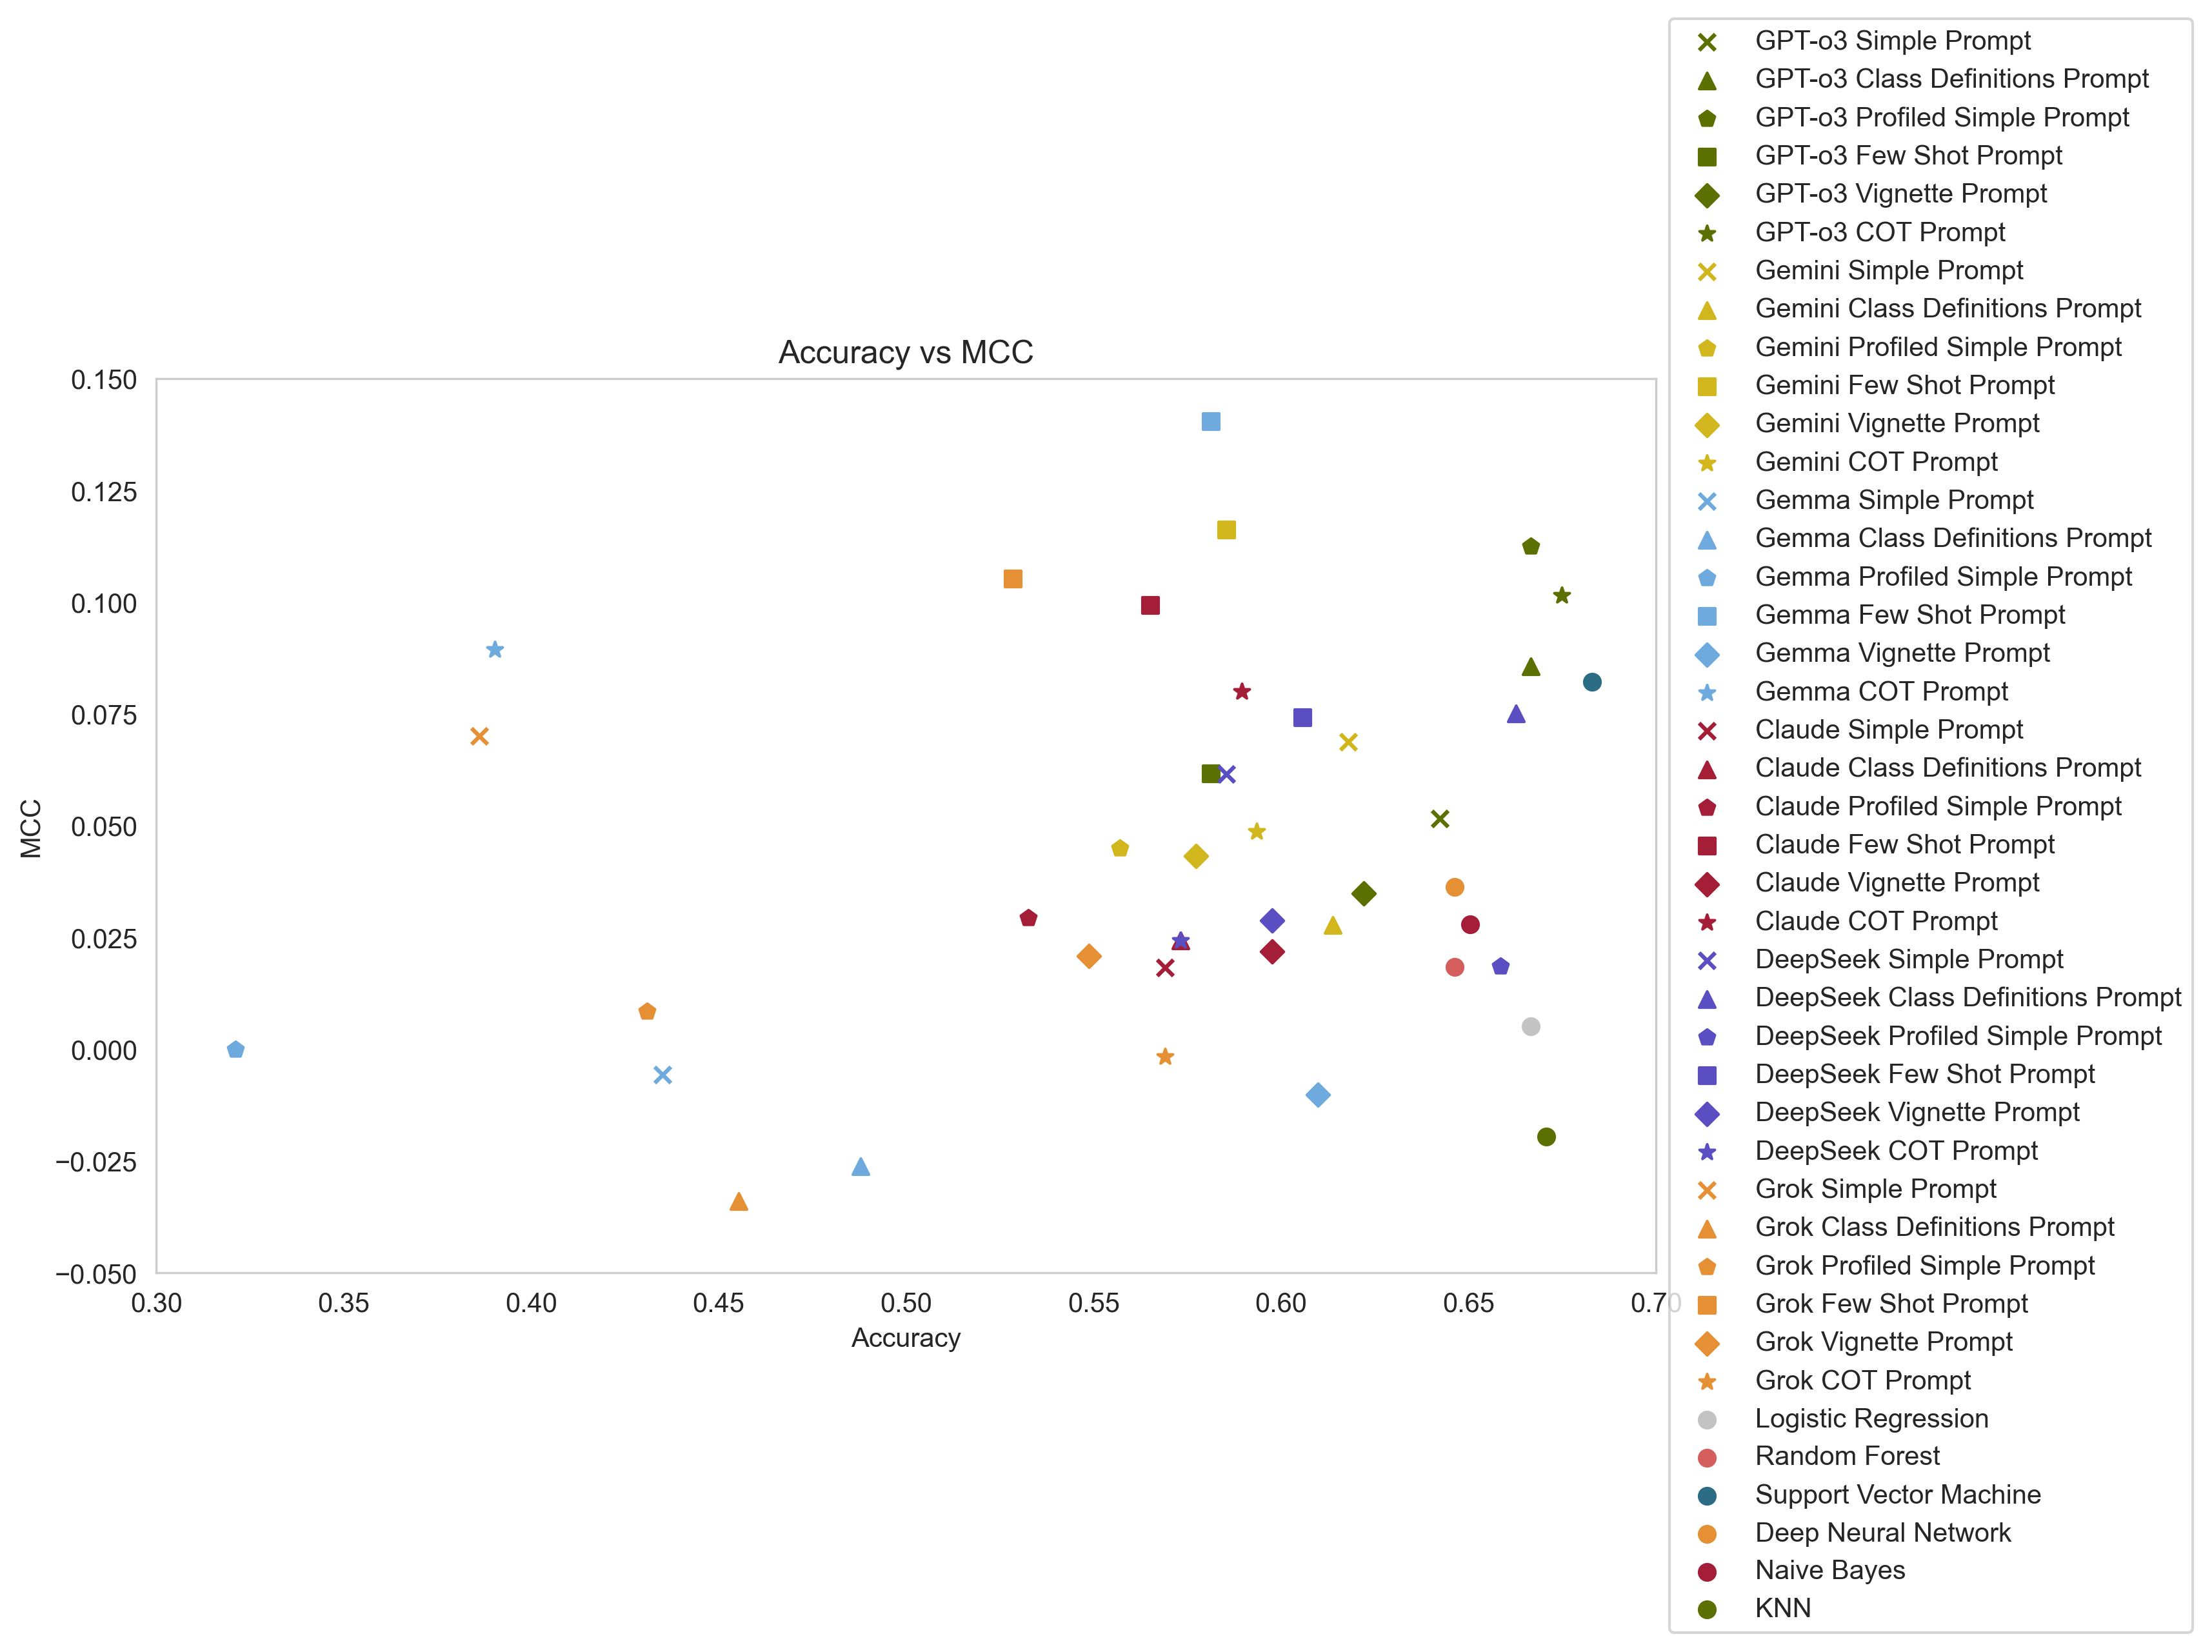 Accuracy vs MCC
MCC
0.150
0.125
0.100
0.075
0.050
0.025
0.000
−0.025
−0.050
0.30 0.35 0.40 0.45 0.50 0.55 0.60 0.65 0.70
Accuracy
GPT-o3 Simple Prompt
GPT-o3 Class Definitions Prompt
GPT-o3 Profiled Simple Prompt
GPT-o3 Few Shot Prompt
GPT-o3 Vignette Prompt
GPT-o3 COT Prompt
Gemini Simple Prompt
Gemini Class Definitions Prompt
Gemini Profiled Simple Prompt
Gemini Few Shot Prompt
Gemini Vignette Prompt
Gemini COT Prompt
Gemma Simple Prompt
Gemma Class Definitions Prompt
Gemma Profiled Simple Prompt
Gemma Few Shot Prompt
Gemma Vignette Prompt
Gemma COT Prompt
Claude Simple Prompt
Claude Class Definitions Prompt
Claude Profiled Simple Prompt
Claude Few Shot Prompt
Claude Vignette Prompt
Claude COT Prompt
DeepSeek Simple Prompt
DeepSeek Class Definitions Prompt
DeepSeek Profiled Simple Prompt
DeepSeek Few Shot Prompt
DeepSeek Vignette Prompt
DeepSeek COT Prompt
Grok Simple Prompt
Grok Class Definitions Prompt
Grok Profiled Simple Prompt
Grok Few Shot Prompt
Grok Vignette Prompt
Grok COT Prompt
Logistic Regression
Random Forest
Support Vector Machine
Deep Neural Network
Naive Bayes
KNN